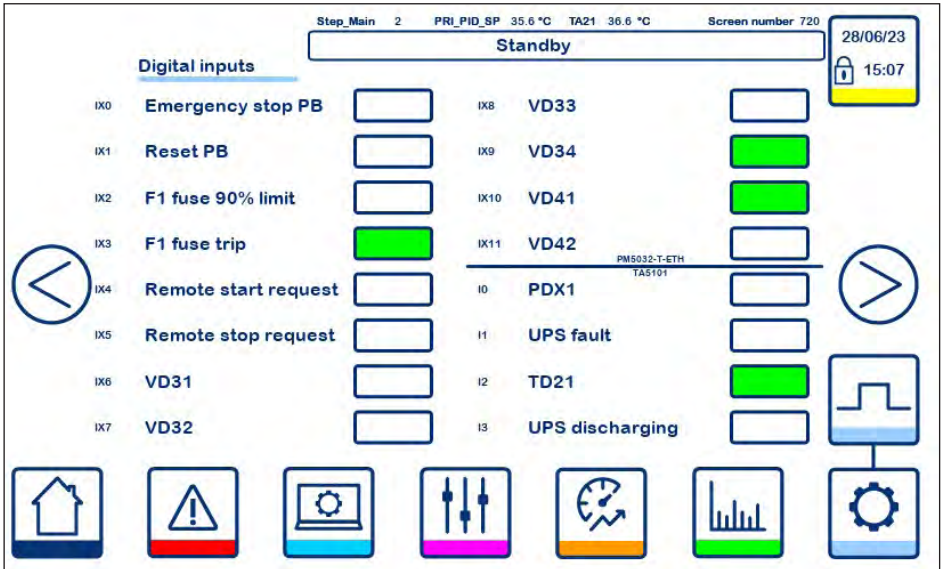 Step_Main 2 PRI_PID_SP 35.6 °C TA21 36.6 °C Screen number 720
Standby
28/06/23
15:07
Digital inputs
IX0 Emergency stop PB
IX1 Reset PB
IX2 F1 fuse 90% limit
IX3 F1 fuse trip
IX4 Remote start request
IX5 Remote stop request
IX6 VD31
IX7 VD32
IX8 VD33
IX9 VD34
IX10 VD41
IX11 VD42
PM5032-T-ETH
TA5101
I0 PDX1
I1 UPS fault
I2 TD21
I3 UPS discharging